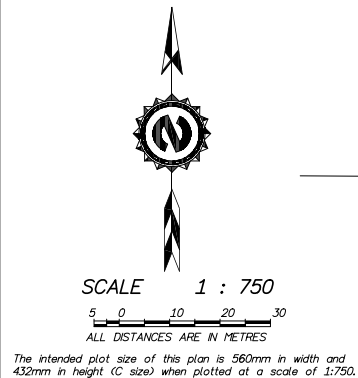 N
SCALE 1 : 750
5 0 10 20 30
ALL DISTANCES ARE IN METRES
The intended plot size of this plan is 560mm in width and
432mm in height (C size) when plotted at a scale of 1:750.